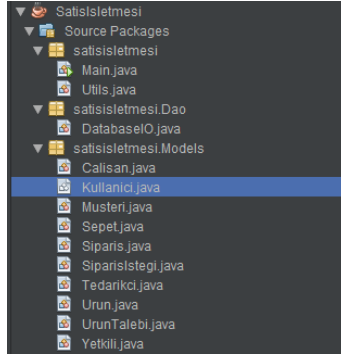 SatisIsletmesi
Source Packages
satisisletmesi
Main.java
Utils.java
satisisletmesi.Dao
DatabaseIO.java
satisisletmesi.Models
Calisan.java
Kullanici.java
Musteri.java
Sepet.java
Siparis.java
SiparisIstegi.java
Tedarikci.java
Urun.java
UrunTalebi.java
Yetkili.java